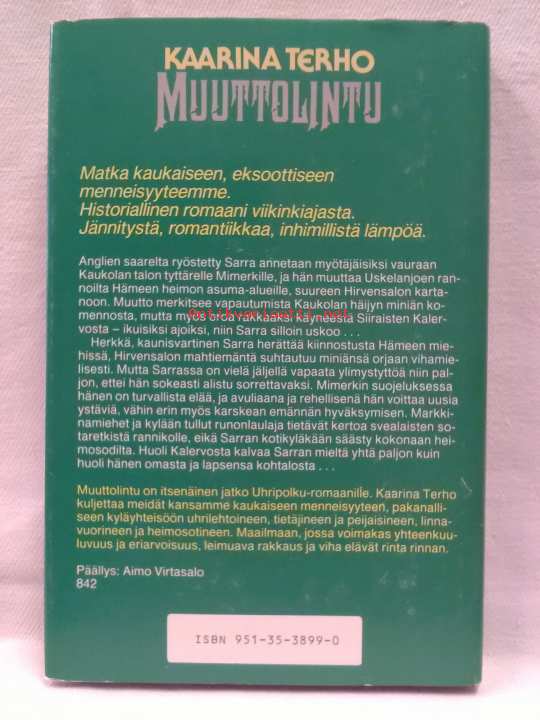 KAARINA TERHO
MUUTTOLINTU
Matka kaukaiseen, eksoottiseen
menneisyyteemme.
Historiallinen romaani viikinkiajasta.
Jännitystä, romantiikkaa, inhimillistä lämpöä.
Anglien saarelta ryöstetty Sarra annetaan myötäjäisiksi vauraan
Kaukolan talon tyttärelle Mimerkille, ja hän muuttaa Uskelanjoen ran-
noilta Hämeen heimon asuma-alueille, suureen Hirvensalon karta-
noon. Muutto merkitsee vapautumista Kaukolan häijyn miniän ko-
mennosta, mutta myös eroa rakkaaksi käyneestä Siiraisten Kaler-
vosta – ikuisiksi ajoiksi, niin Sarra silloin uskoo . . .
Herkkä, kaunisvartinen Sarra herättää kiinnostusta Hämeen mie-
hissä, Hirvensalon mahtiemäntä suhtautuu miniänsä orjaan vihamie-
lisesti. Mutta Sarrassa on vielä jäljellä vapaata ylimystyttöä niin pal-
jon, ettei hän sokeasti alistu sorrettavaksi. Mimerkin suojeluksessa
hänen on turvallista elää, ja avuliaana ja rehellisenä hän voittaa uusia
ystäviä, vähin erin myös karskean emännän hyväksymisen. Markki-
namiehet ja kylään tullut runonlaulaja tietävät kertoa svealaisten so-
taretkistä rannikolle, eikä Sarran kotikyläkään säästy kokonaan hei-
mosodilta. Huoli Kalervosta kalvaa Sarran mieltä yhtä paljon kuin
huoli hänen omasta ja lapsensa kohtalosta . . .
Muuttolintu on itsenäinen jatko Uhripolku-romaanille. Kaarina Terho
kuljettaa meidät kansamme kaukaiseen menneisyyteen, pakanalli-
seen kyläyhteisöön uhrilehtoineen, tietäjineen ja peijaisineen, linna-
vuorineen ja heimosotineen. Maailmaan, jossa voimakas yhteenkuu-
luvuus ja eriarvoisuus, leimuava rakkaus ja viha elävät rinta rinnan.
Päällys: Aimo Virtasalo
842
ISBN 951-35-3899-0